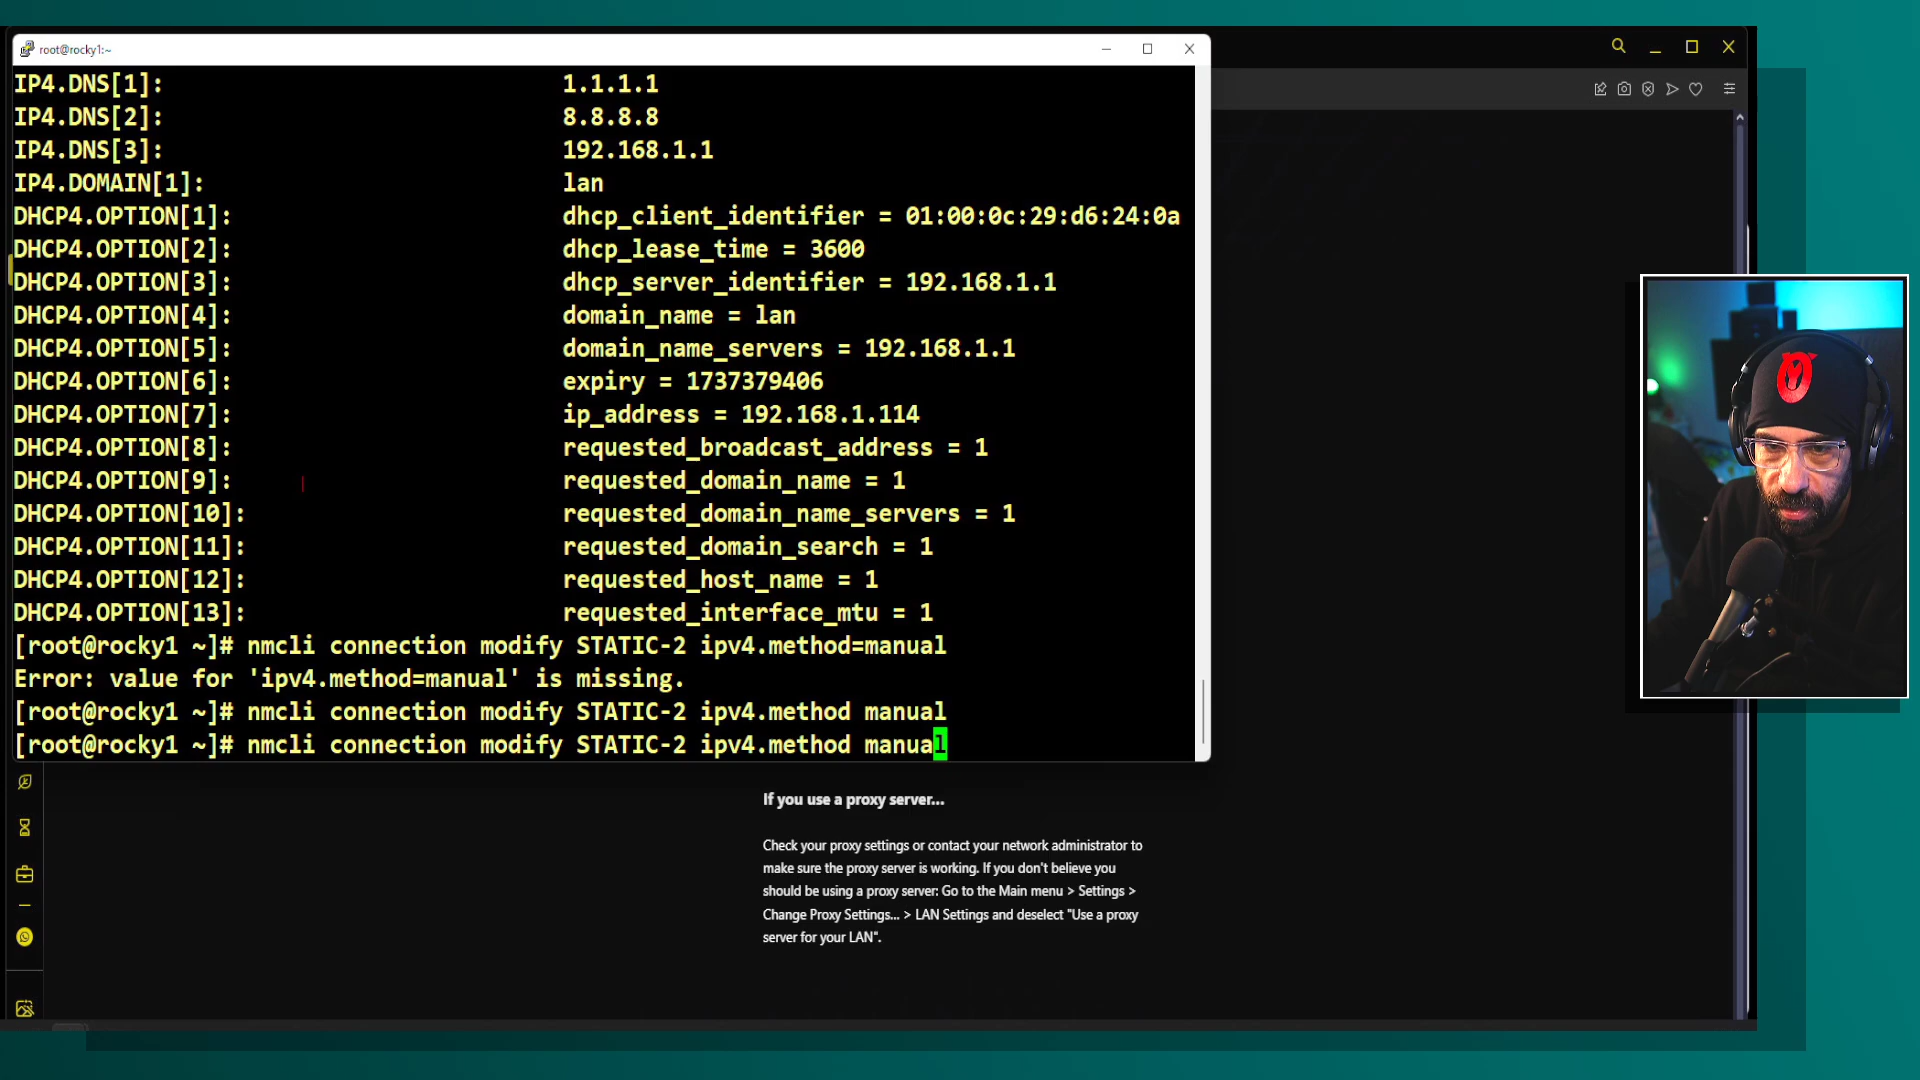 root@rocky1:~
IP4.DNS[1]: 1.1.1.1
IP4.DNS[2]: 8.8.8.8
IP4.DNS[3]: 192.168.1.1
IP4.DOMAIN[1]: lan
DHCP4.OPTION[1]: dhcp_client_identifier = 01:00:0c:29:d6:24:0a
DHCP4.OPTION[2]: dhcp_lease_time = 3600
DHCP4.OPTION[3]: dhcp_server_identifier = 192.168.1.1
DHCP4.OPTION[4]: domain_name = lan
DHCP4.OPTION[5]: domain_name_servers = 192.168.1.1
DHCP4.OPTION[6]: expiry = 1737379406
DHCP4.OPTION[7]: ip_address = 192.168.1.114
DHCP4.OPTION[8]: requested_broadcast_address = 1
DHCP4.OPTION[9]: requested_domain_name = 1
DHCP4.OPTION[10]: requested_domain_name_servers = 1
DHCP4.OPTION[11]: requested_domain_search = 1
DHCP4.OPTION[12]: requested_host_name = 1
DHCP4.OPTION[13]: requested_interface_mtu = 1
[root@rocky1 ~]# nmcli connection modify STATIC-2 ipv4.method=manual
Error: value for 'ipv4.method=manual' is missing.
[root@rocky1 ~]# nmcli connection modify STATIC-2 ipv4.method manual
[root@rocky1 ~]# nmcli connection modify STATIC-2 ipv4.method manual
If you use a proxy server...
Check your proxy settings or contact your network administrator to
make sure the proxy server is working. If you don't believe you
should be using a proxy server: Go to the Main menu > Settings >
Change Proxy Settings... > LAN Settings and deselect "Use a proxy
server for your LAN".